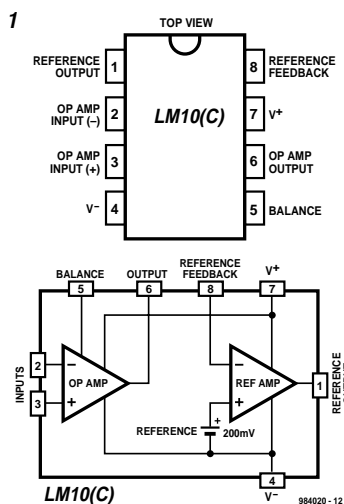 1
TOP VIEW
REFERENCE
OUTPUT
1
8
REFERENCE
FEEDBACK
OP AMP
INPUT (–)
2
LM10(C)
7
V+
OP AMP
INPUT (+)
3
6
OP AMP
OUTPUT
V–
4
5
BALANCE
BALANCE
OUTPUT
REFERENCE
FEEDBACK
V+
5
6
8
7
INPUTS
2
–
3
+
OP AMP
–
REF AMP
+
1
REFERENCE
REFERENCE
+
200mV
4
LM10(C)
V–
984020 - 12